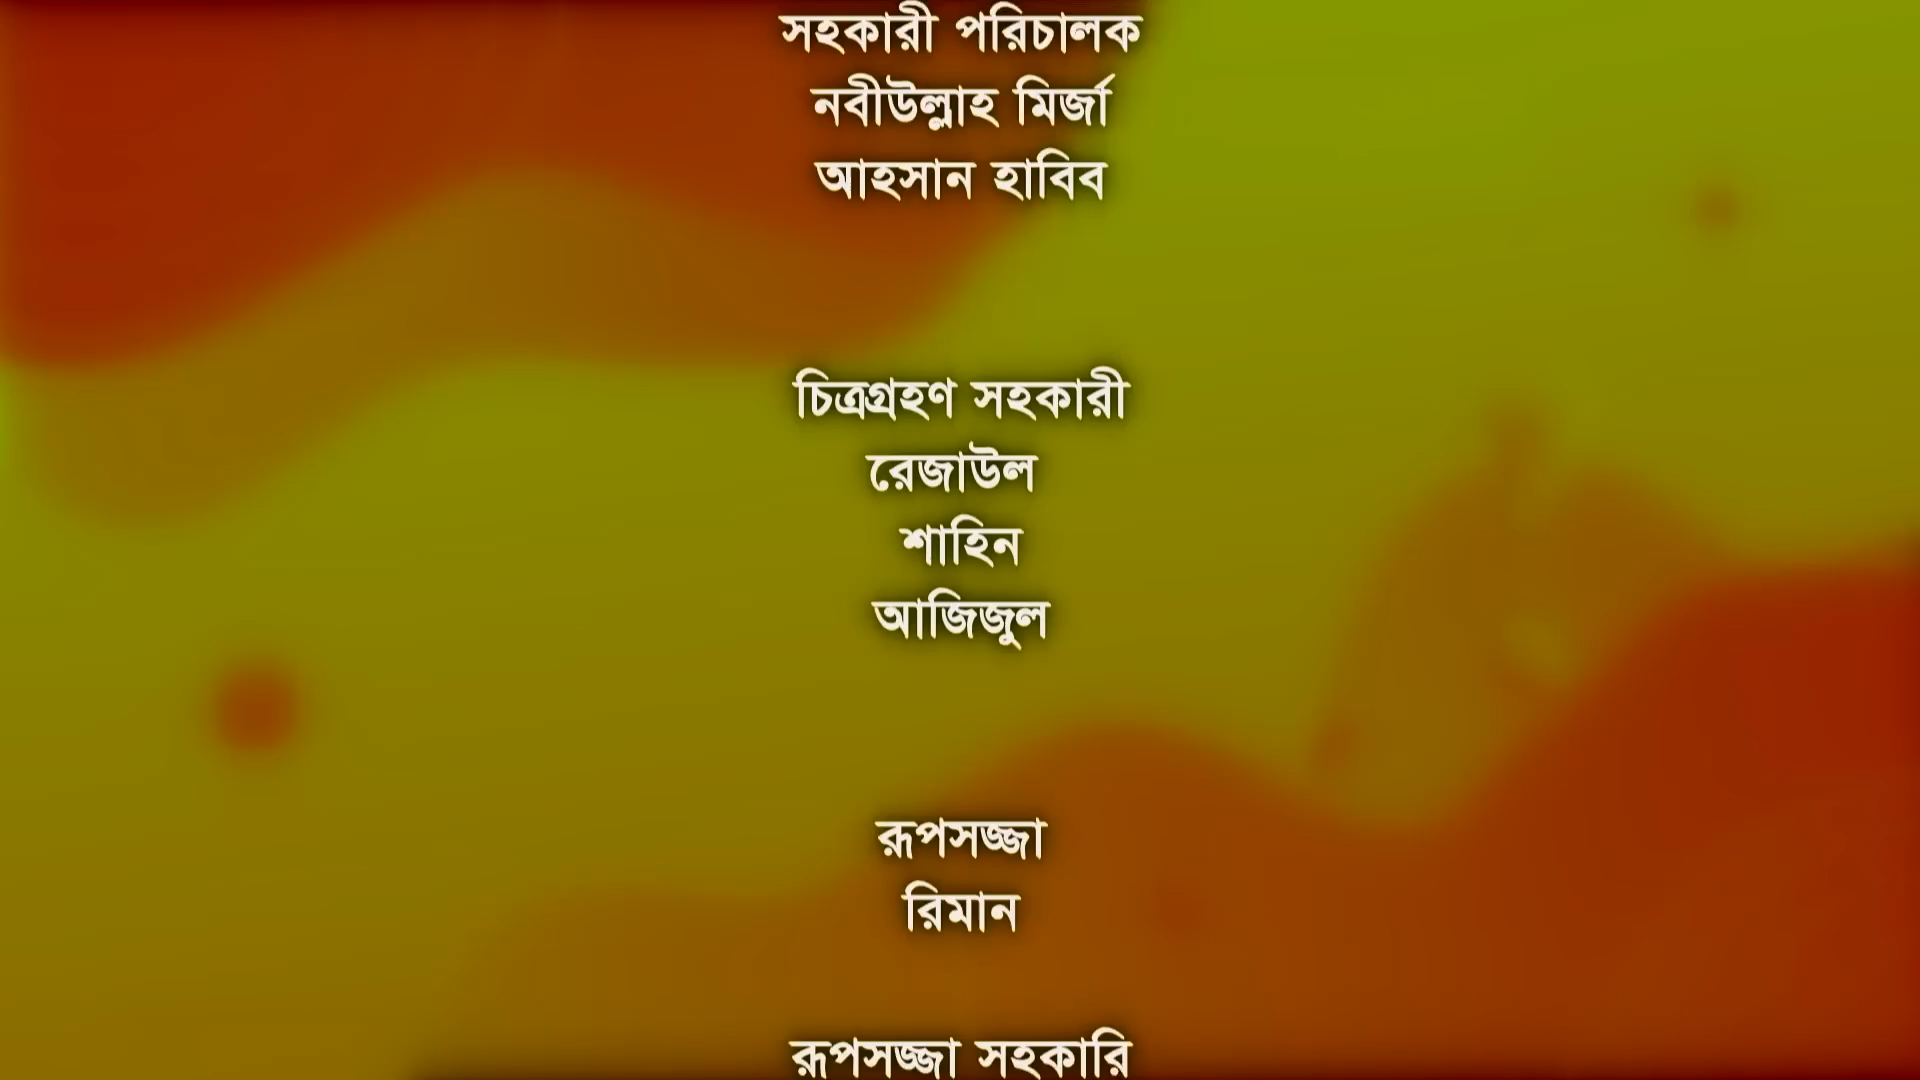 সহকারী পরিচালক
নবীউল্লাহ মির্জা
আহসান হাবিব
চিত্রগ্রহণ সহকারী
রেজাউল
শাহিন
আজিজুল
রূপসজ্জা
রিমান
রূপসজ্জা সহকারি